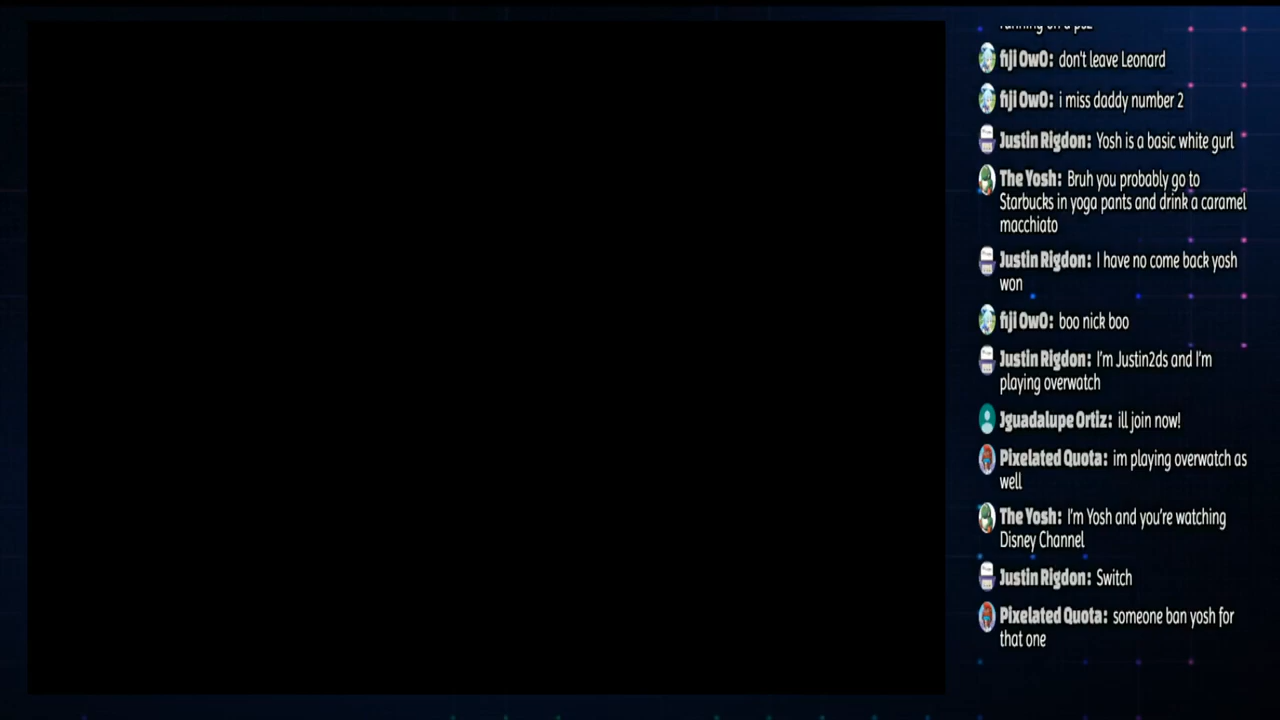 running on a ps2
fiji OwO: don't leave Leonard
fiji OwO: i miss daddy number 2
Justin Rigdon: Yosh is a basic white gurl
The Yosh: Bruh you probably go to
Starbucks in yoga pants and drink a caramel
macchiato
Justin Rigdon: I have no come back yosh
won
fiji OwO: boo nick boo
Justin Rigdon: I'm Justin2ds and I'm
playing overwatch
Jguadalupe Ortiz: ill join now!
Pixelated Quota: im playing overwatch as
well
The Yosh: I'm Yosh and you're watching
Disney Channel
Justin Rigdon: Switch
Pixelated Quota: someone ban yosh for
that one